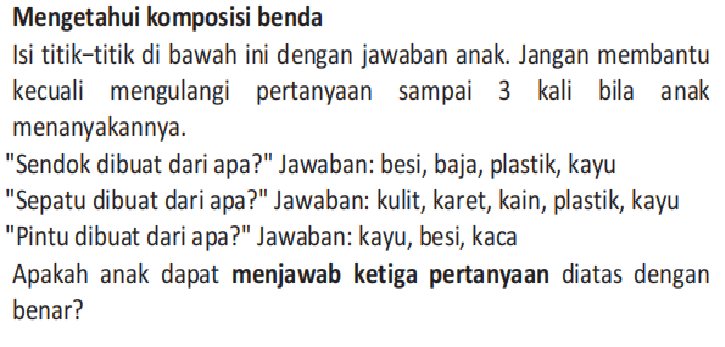 Mengetahui komposisi benda
Isi titik–titik di bawah ini dengan jawaban anak. Jangan membantu
kecuali mengulangi pertanyaan sampai 3 kali bila anak
menanyakannya.
"Sendok dibuat dari apa?" Jawaban: besi, baja, plastik, kayu
"Sepatu dibuat dari apa?" Jawaban: kulit, karet, kain, plastik, kayu
"Pintu dibuat dari apa?" Jawaban: kayu, besi, kaca
Apakah anak dapat menjawab ketiga pertanyaan diatas dengan
benar?